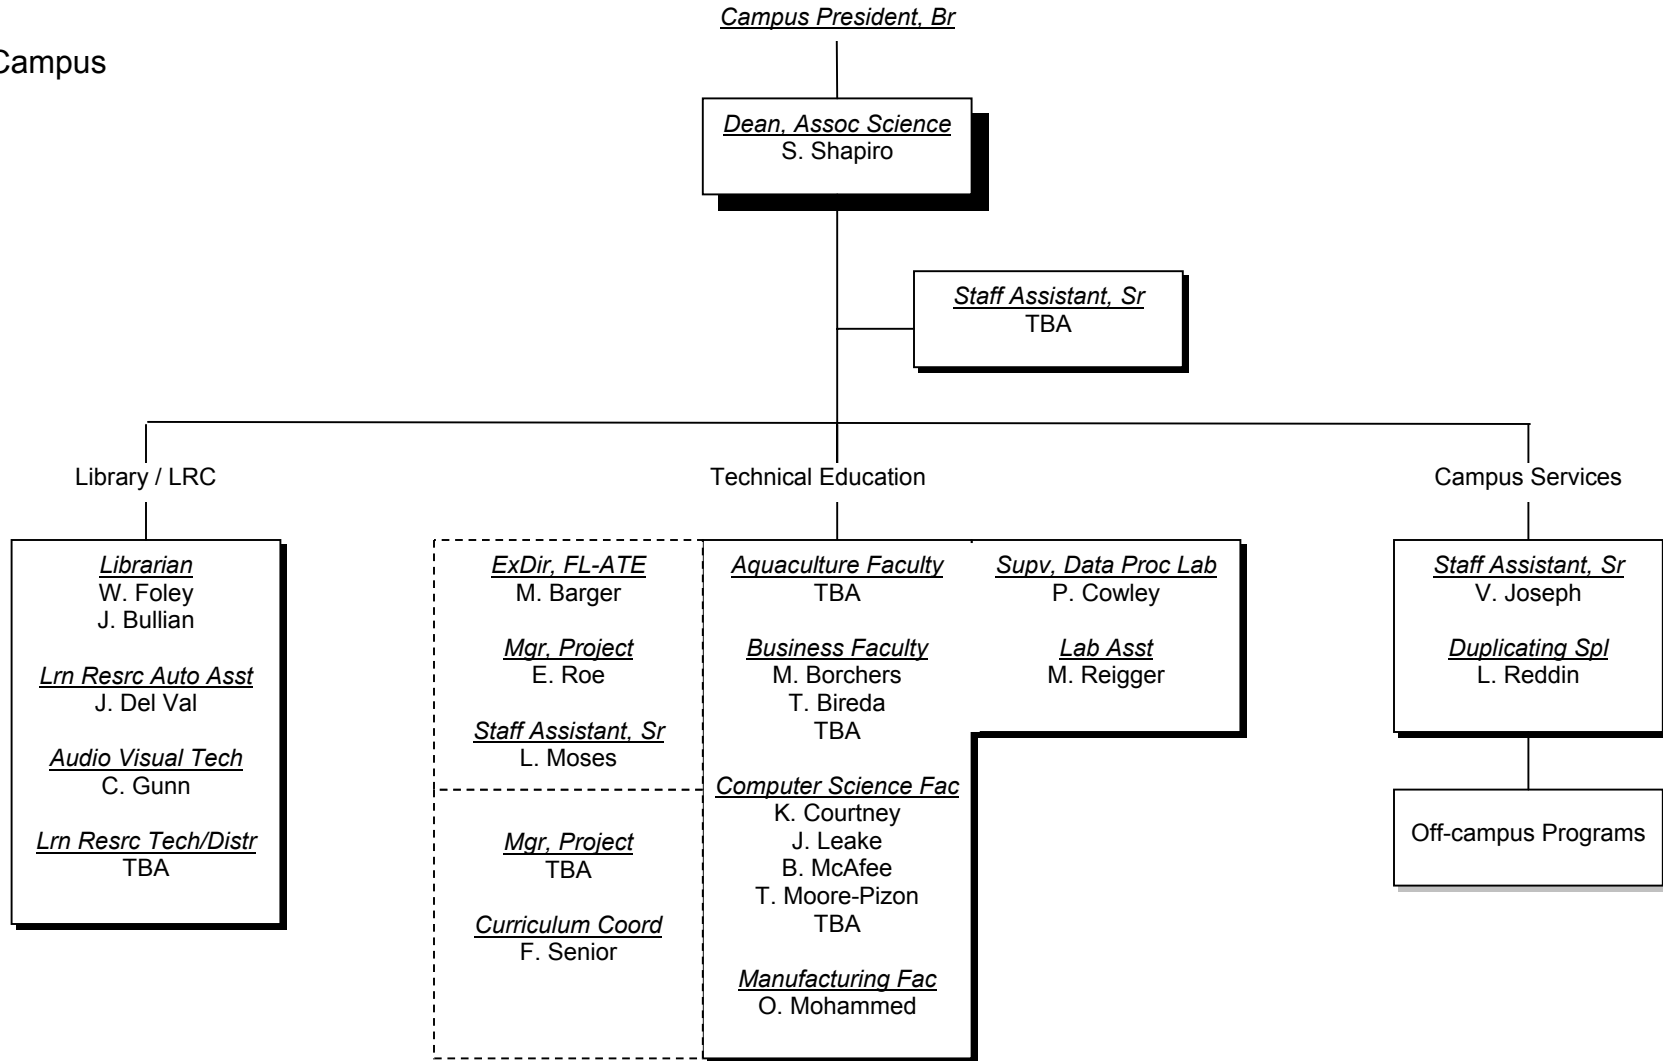 Campus President, Br
Campus
Dean, Assoc Science
S. Shapiro
Staff Assistant, Sr
TBA
Library / LRC
Technical Education
Campus Services
Librarian
W. Foley
J. Bullian
Lrn Resrc Auto Asst
J. Del Val
Audio Visual Tech
C. Gunn
Lrn Resrc Tech/Distr
TBA
ExDir, FL-ATE
M. Barger
Mgr, Project
E. Roe
Staff Assistant, Sr
L. Moses
Mgr, Project
TBA
Curriculum Coord
F. Senior
Aquaculture Faculty
TBA
Business Faculty
M. Borchers
T. Bireda
TBA
Computer Science Fac
K. Courtney
J. Leake
B. McAfee
T. Moore-Pizon
TBA
Manufacturing Fac
O. Mohammed
Supv, Data Proc Lab
P. Cowley
Lab Asst
M. Reigger
Staff Assistant, Sr
V. Joseph
Duplicating Spl
L. Reddin
Off-campus Programs